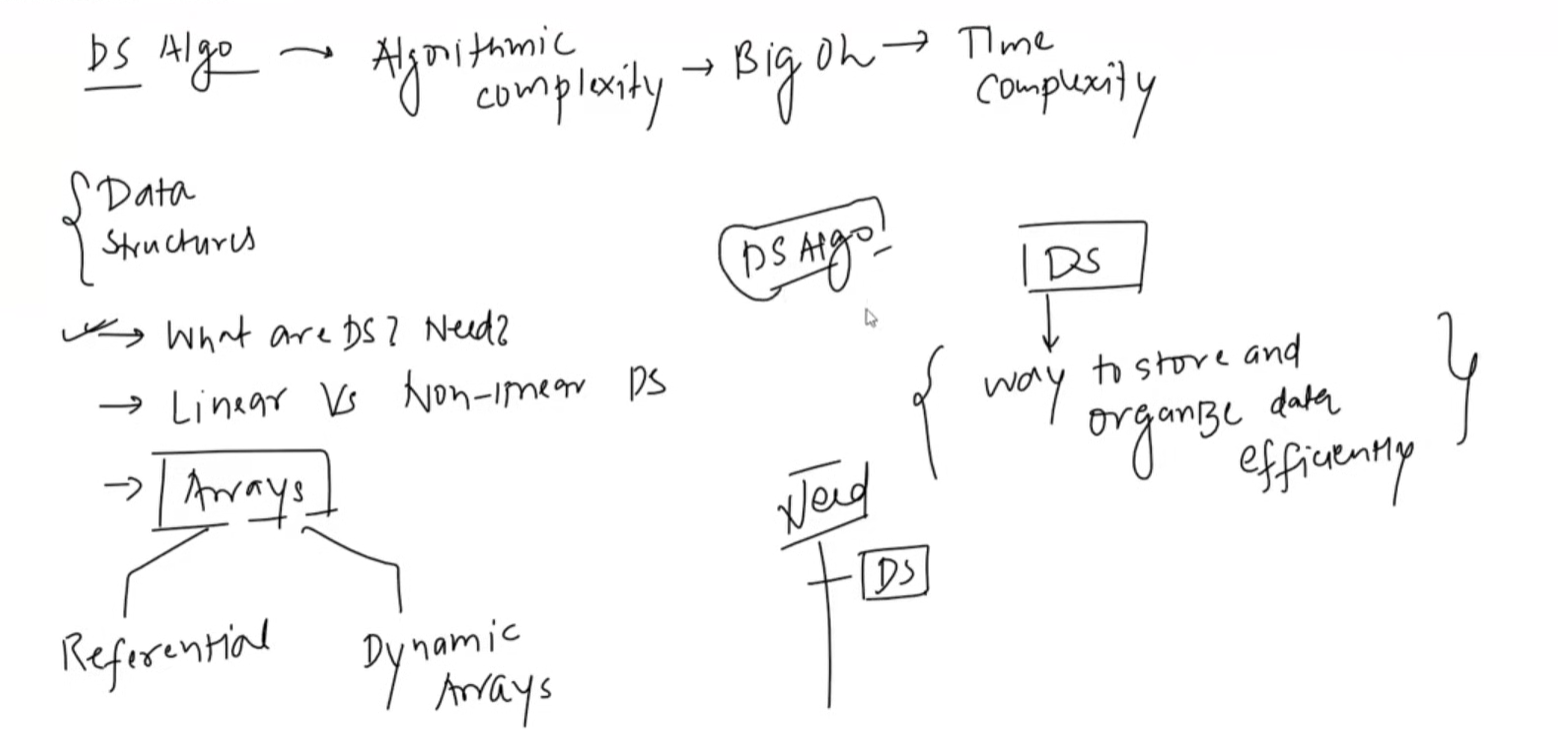 DS Algo → Algorithmic complexity → Big Oh → Time complexity
Data
Structures
DS Algo
DS
→ What are DS? Need?
way to store and
organize data
efficiently
→ Linear Vs Non-linear DS
→ Arrays
Need
DS
Referential
Dynamic
Arrays